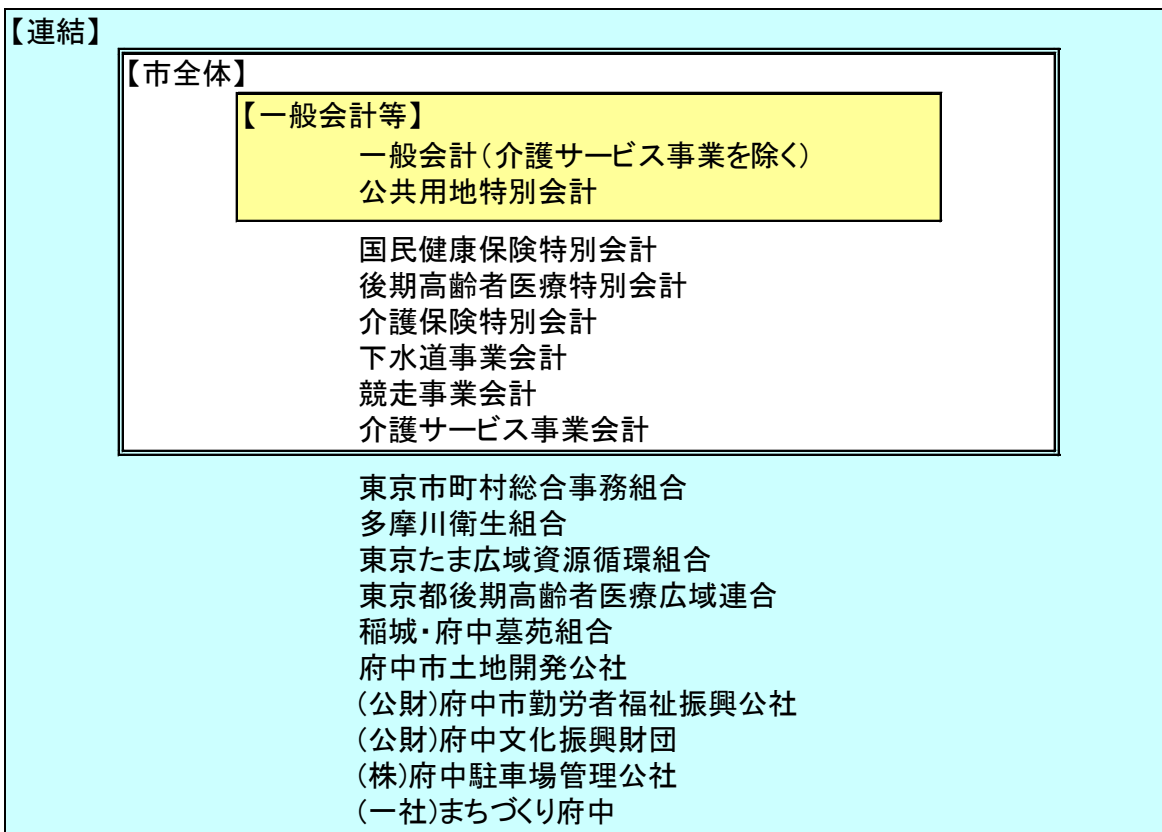 【連結】
【市全体】
【一般会計等】
一般会計(介護サービス事業を除く)
公共用地特別会計
国民健康保険特別会計
後期高齢者医療特別会計
介護保険特別会計
下水道事業会計
競走事業会計
介護サービス事業会計
東京市町村総合事務組合
多摩川衛生組合
東京たま広域資源循環組合
東京都後期高齢者医療広域連合
稲城・府中墓苑組合
府中市土地開発公社
(公財)府中市勤労者福祉振興公社
(公財)府中文化振興財団
(株)府中駐車場管理公社
(一社)まちづくり府中